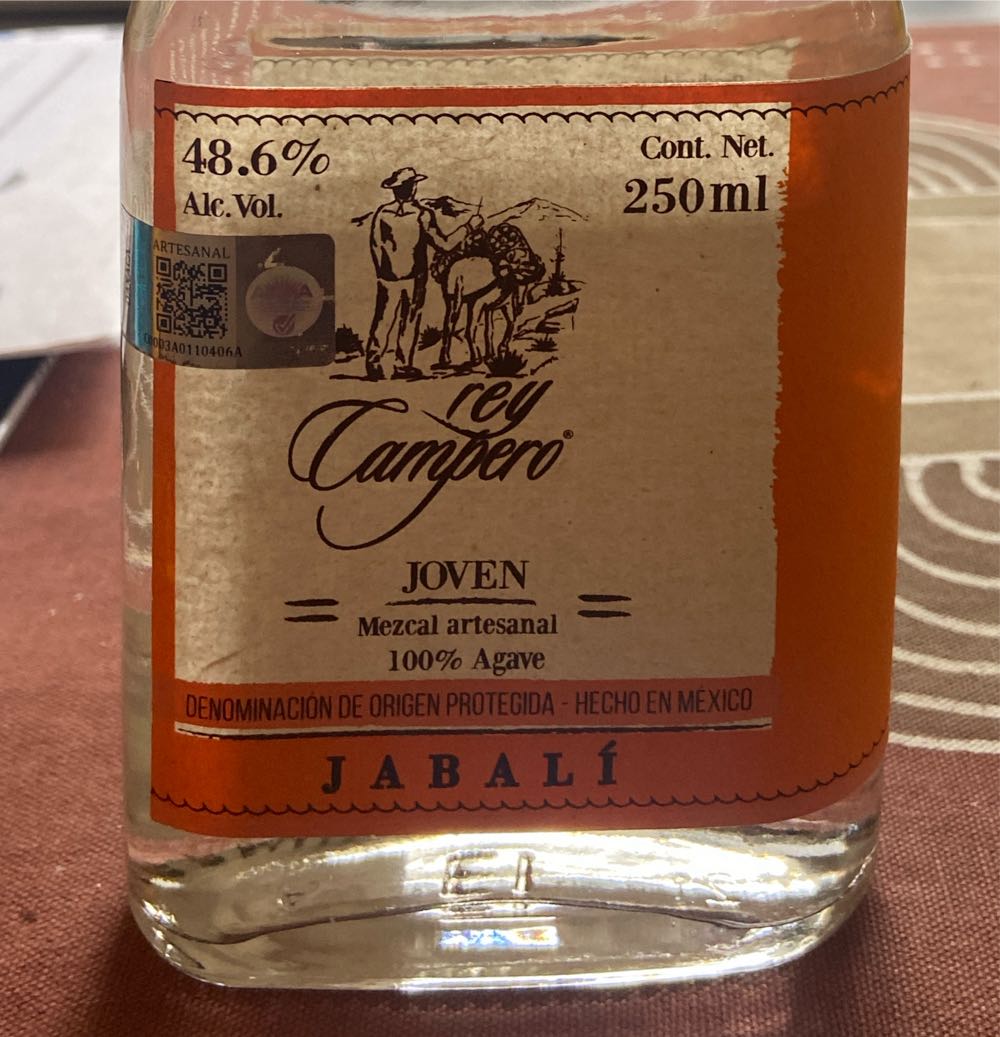 48.6%
Alc. Vol.
Cont. Net.
250ml
ARTESANAL
rey
Campero®
JOVEN
Mezcal artesanal
100% Agave
DENOMINACIÓN DE ORIGEN PROTEGIDA - HECHO EN MÉXICO
JABALÍ